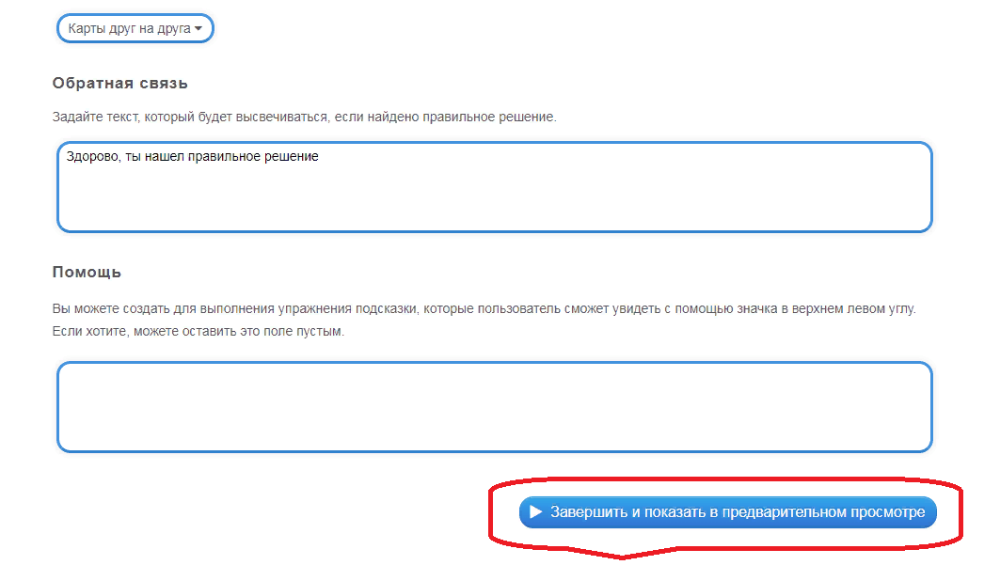 Карты друг на друга
Обратная связь
Задайте текст, который будет высвечиваться, если найдено правильное решение.
Здорово, ты нашел правильное решение
Помощь
Вы можете создать для выполнения упражнения подсказки, которые пользователь сможет увидеть с помощью значка в верхнем левом углу.
Если хотите, можете оставить это поле пустым.
Завершить и показать в предварительном просмотре